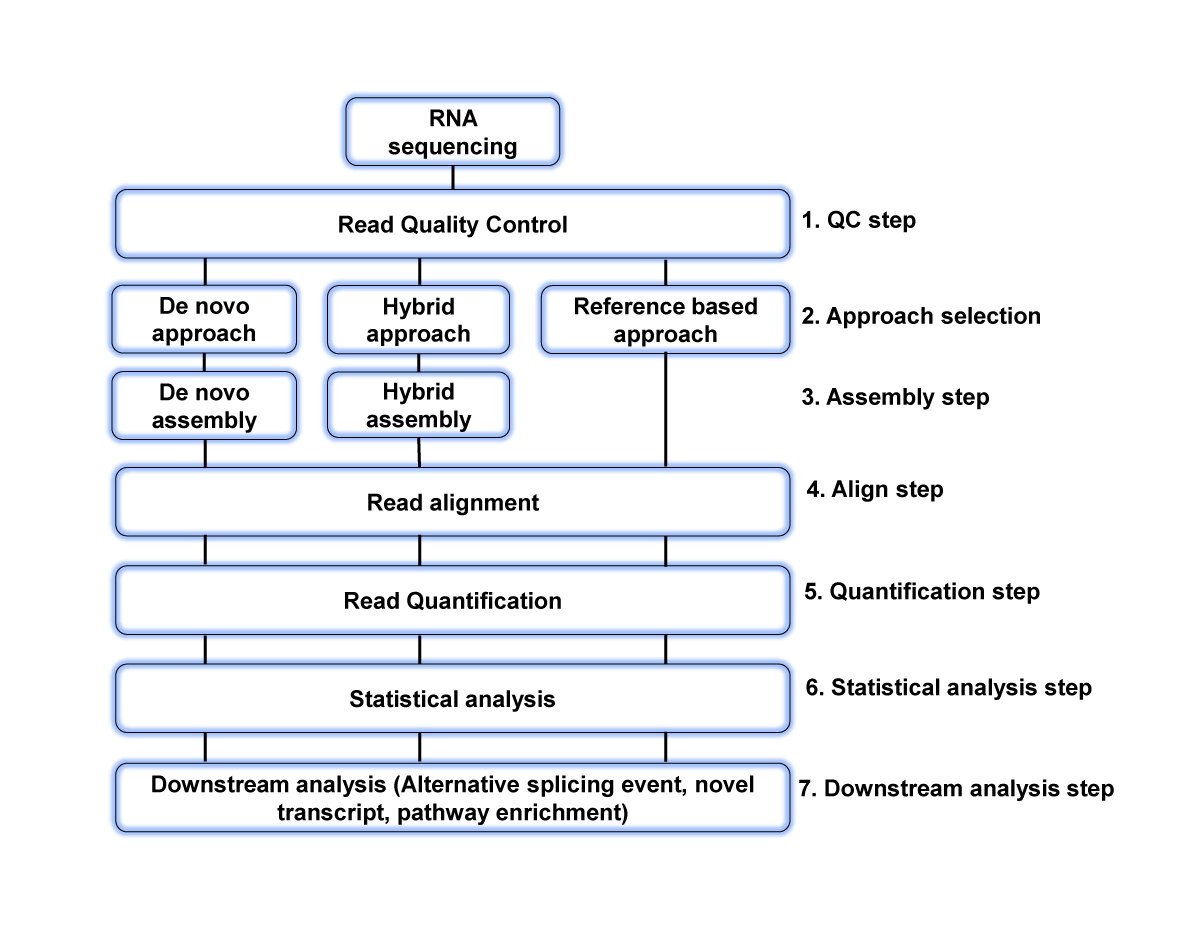 RNA
sequencing
Read Quality Control
1. QC step
De novo
approach
Hybrid
approach
Reference based
approach
2. Approach selection
De novo
assembly
Hybrid
assembly
3. Assembly step
Read alignment
4. Align step
Read Quantification
5. Quantification step
Statistical analysis
6. Statistical analysis step
Downstream analysis (Alternative splicing event, novel
transcript, pathway enrichment)
7. Downstream analysis step